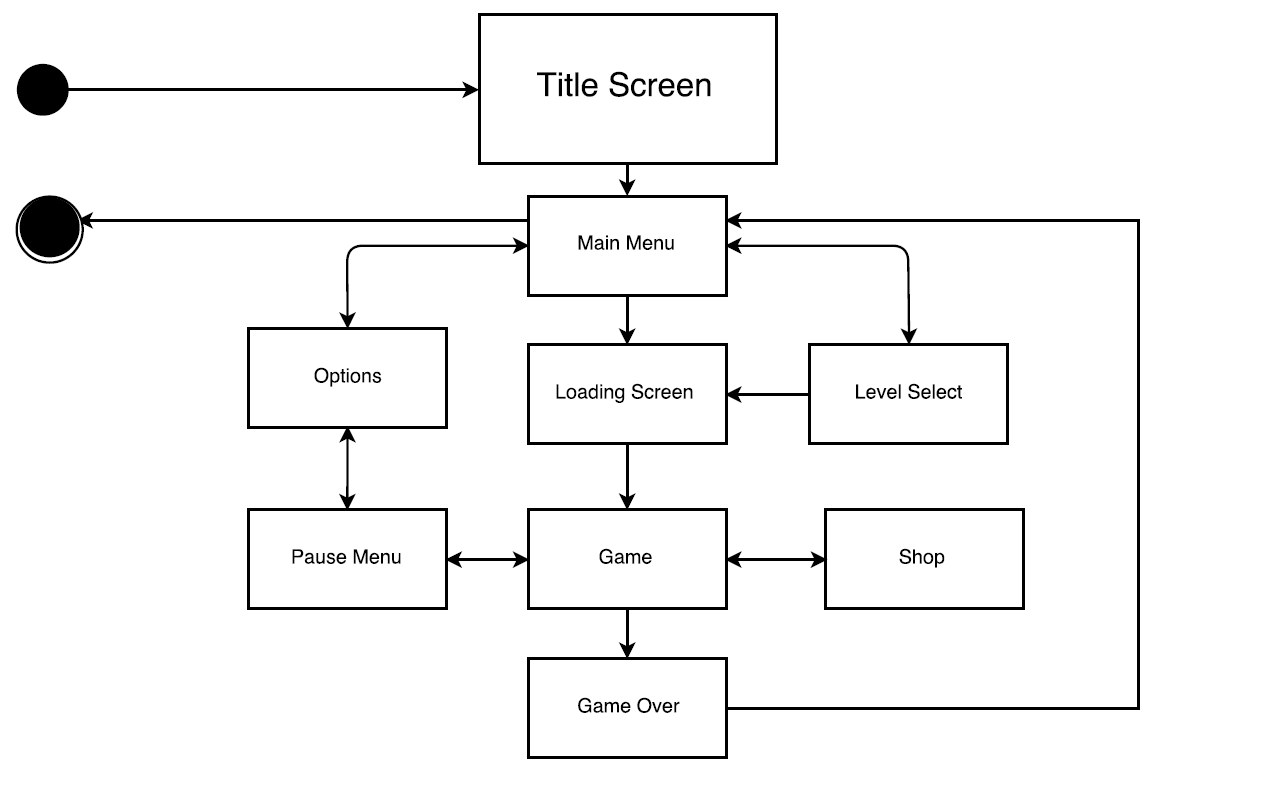 Title Screen
Main Menu
Options
Loading Screen
Level Select
Pause Menu
Game
Shop
Game Over